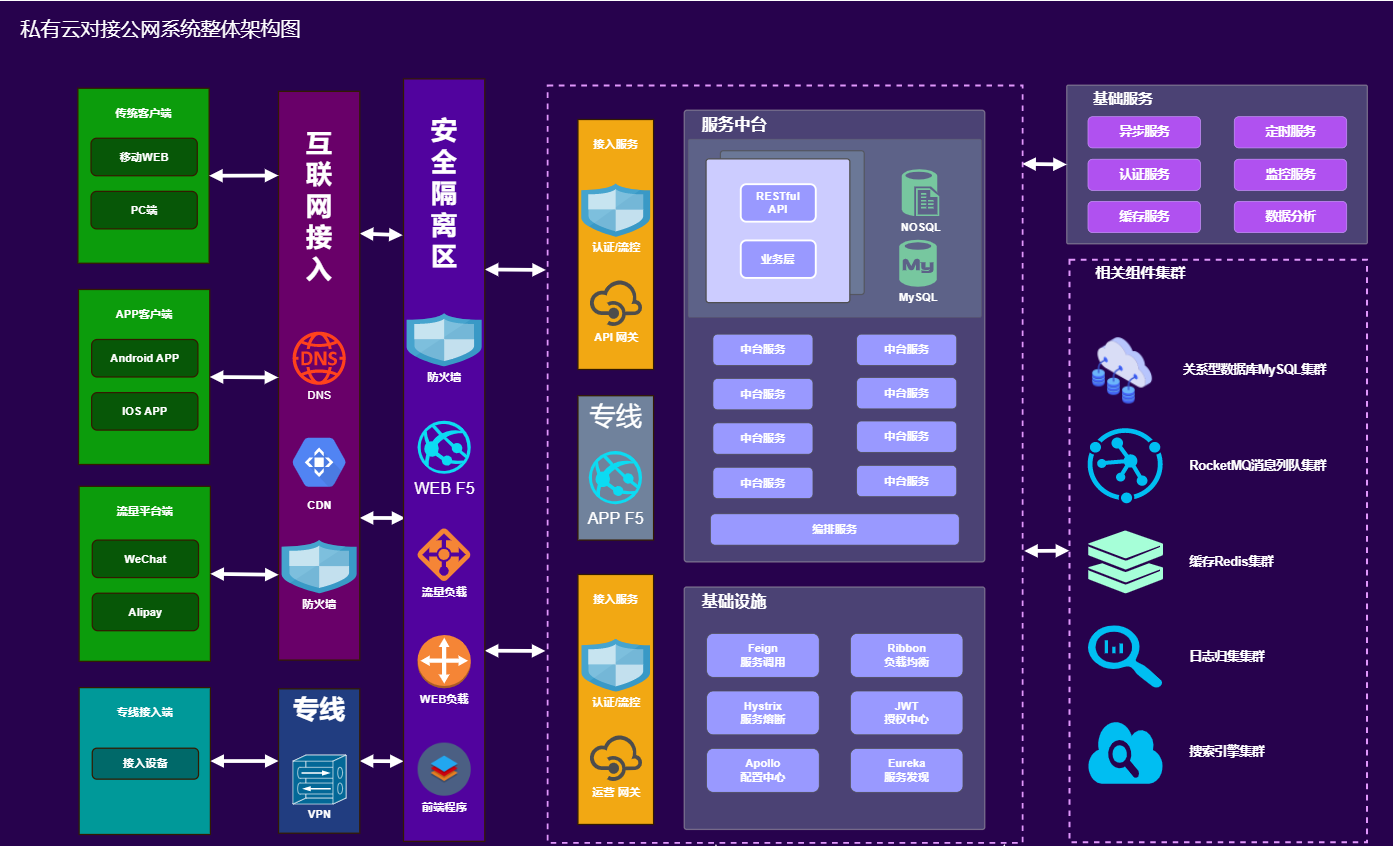 私有云对接公网系统整体架构图
传统客户端
移动WEB
PC端
APP客户端
Android APP
IOS APP
流量平台端
WeChat
Alipay
专线接入端
接入设备
互联网接入
DNS
DNS
CDN
防火墙
专线
VPN
安全隔离区
防火墙
WEB F5
流量负载
WEB负载
前端程序
接入服务
认证/流控
API 网关
专线
APP F5
接入服务
认证/流控
运营 网关
服务中台
RESTful
API
业务层
NOSQL
My
MySQL
中台服务
中台服务
中台服务
中台服务
中台服务
中台服务
中台服务
中台服务
编排服务
基础设施
Feign
服务调用
Ribbon
负载均衡
Hystrix
服务熔断
JWT
授权中心
Apollo
配置中心
Eureka
服务发现
基础服务
异步服务
定时服务
认证服务
监控服务
缓存服务
数据分析
相关组件集群
关系型数据库MySQL集群
RocketMQ消息列队集群
缓存Redis集群
日志归集集群
搜索引擎集群